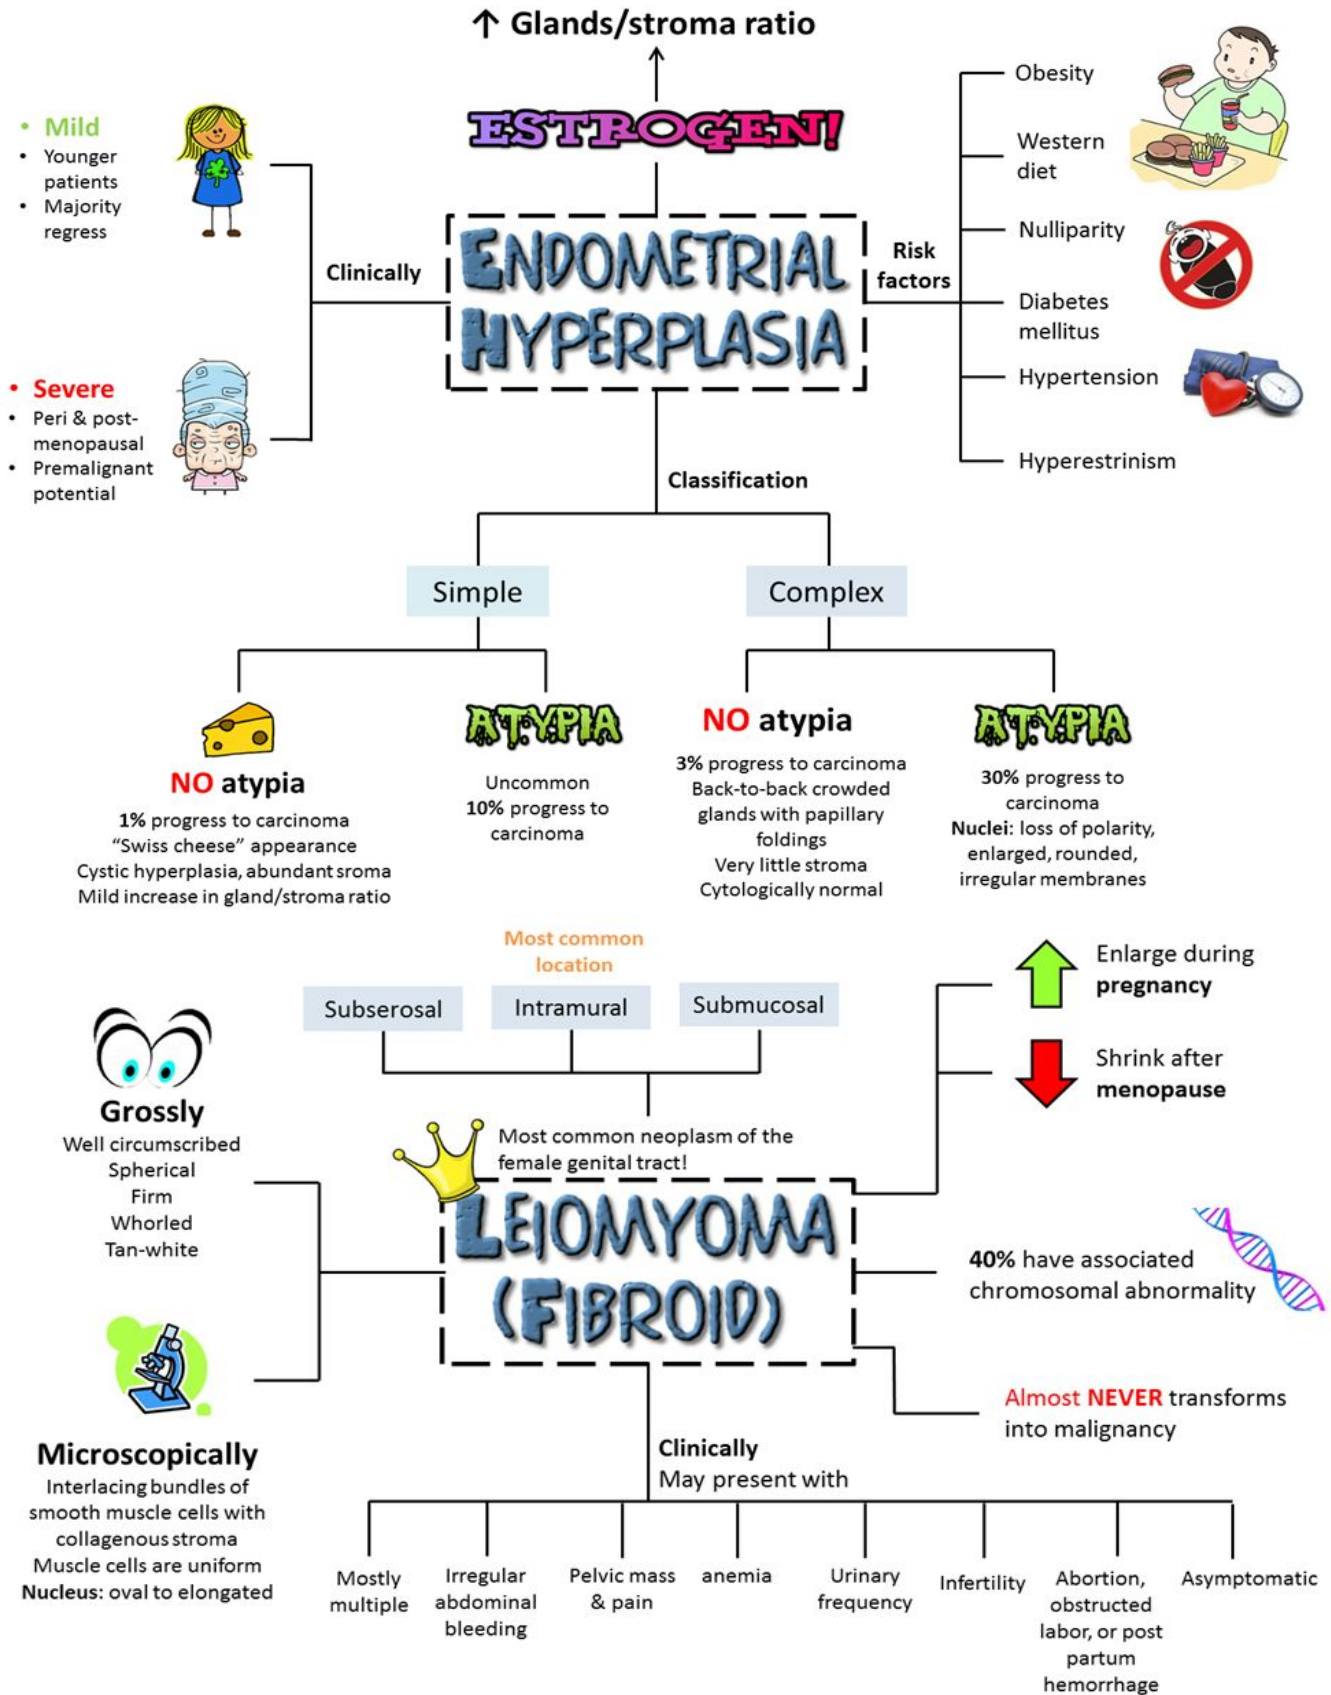 ↑ Glands/stroma ratio
ESTROGEN!
• Mild
• Younger
patients
• Majority
regress
Clinically
• Severe
• Peri & post-
menopausal
• Premalignant
potential
ENDOMETRIAL
HYPERPLASIA
Risk
factors
Obesity
Western
diet
Nulliparity
Diabetes
mellitus
Hypertension
Hyperestrinism
Classification
Simple
Complex
NO atypia
1% progress to carcinoma
“Swiss cheese” appearance
Cystic hyperplasia, abundant sroma
Mild increase in gland/stroma ratio
ATYPIA
Uncommon
10% progress to
carcinoma
NO atypia
3% progress to carcinoma
Back-to-back crowded
glands with papillary
foldings
Very little stroma
Cytologically normal
ATYPIA
30% progress to
carcinoma
Nuclei: loss of polarity,
enlarged, rounded,
irregular membranes
Most common
location
Subserosal
Intramural
Submucosal
Enlarge during
pregnancy
Shrink after
menopause
Grossly
Well circumscribed
Spherical
Firm
Whorled
Tan-white
Most common neoplasm of the
female genital tract!
LEIOMYOMA
(FIBROID)
40% have associated
chromosomal abnormality
Almost NEVER transforms
into malignancy
Microscopically
Interlacing bundles of
smooth muscle cells with
collagenous stroma
Muscle cells are uniform
Nucleus: oval to elongated
Clinically
May present with
Mostly
multiple
Irregular
abdominal
bleeding
Pelvic mass
& pain
anemia
Urinary
frequency
Infertility
Abortion,
obstructed
labor, or post
partum
hemorrhage
Asymptomatic